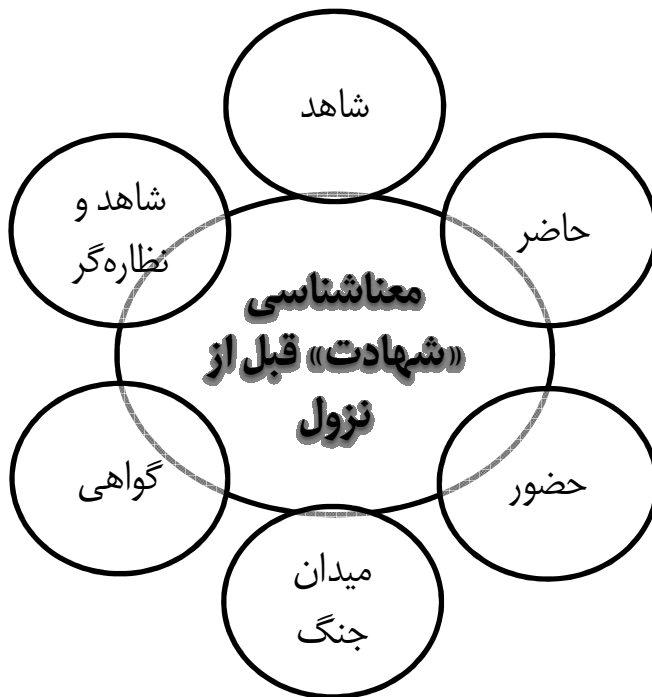 شاهد
حاضر
شاهد و
نظاره‌گر
معناشناسی
«شهادت» قبل از
نزول
حضور
گواهی
میدان
جنگ